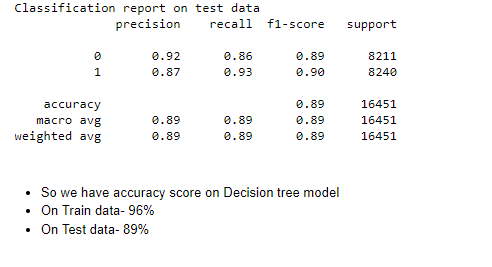 Classification report on test data
precision recall f1-score support
0 0.92 0.86 0.89 8211
1 0.87 0.93 0.90 8240
accuracy 0.89 16451
macro avg 0.89 0.89 0.89 16451
weighted avg 0.89 0.89 0.89 16451
• So we have accuracy score on Decision tree model
• On Train data- 96%
• On Test data- 89%